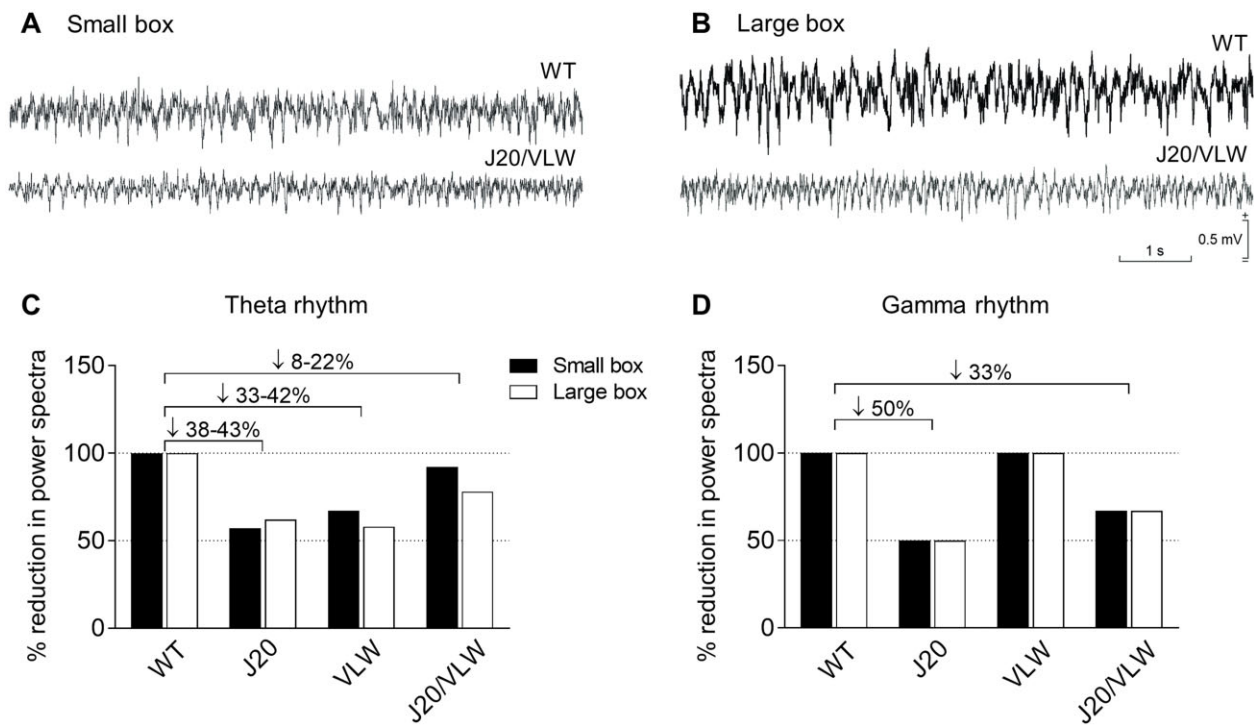 A Small box
WT
J20/VLW
B Large box
WT
J20/VLW
+
0.5 mV
–
1 s
C Theta rhythm
% reduction in power spectra
150
100
50
0
↓ 8-22%
↓ 33-42%
↓ 38-43%
Small box
Large box
WT
J20
VLW
J20/VLW
D Gamma rhythm
% reduction in power spectra
150
100
50
0
↓ 33%
↓ 50%
WT
J20
VLW
J20/VLW